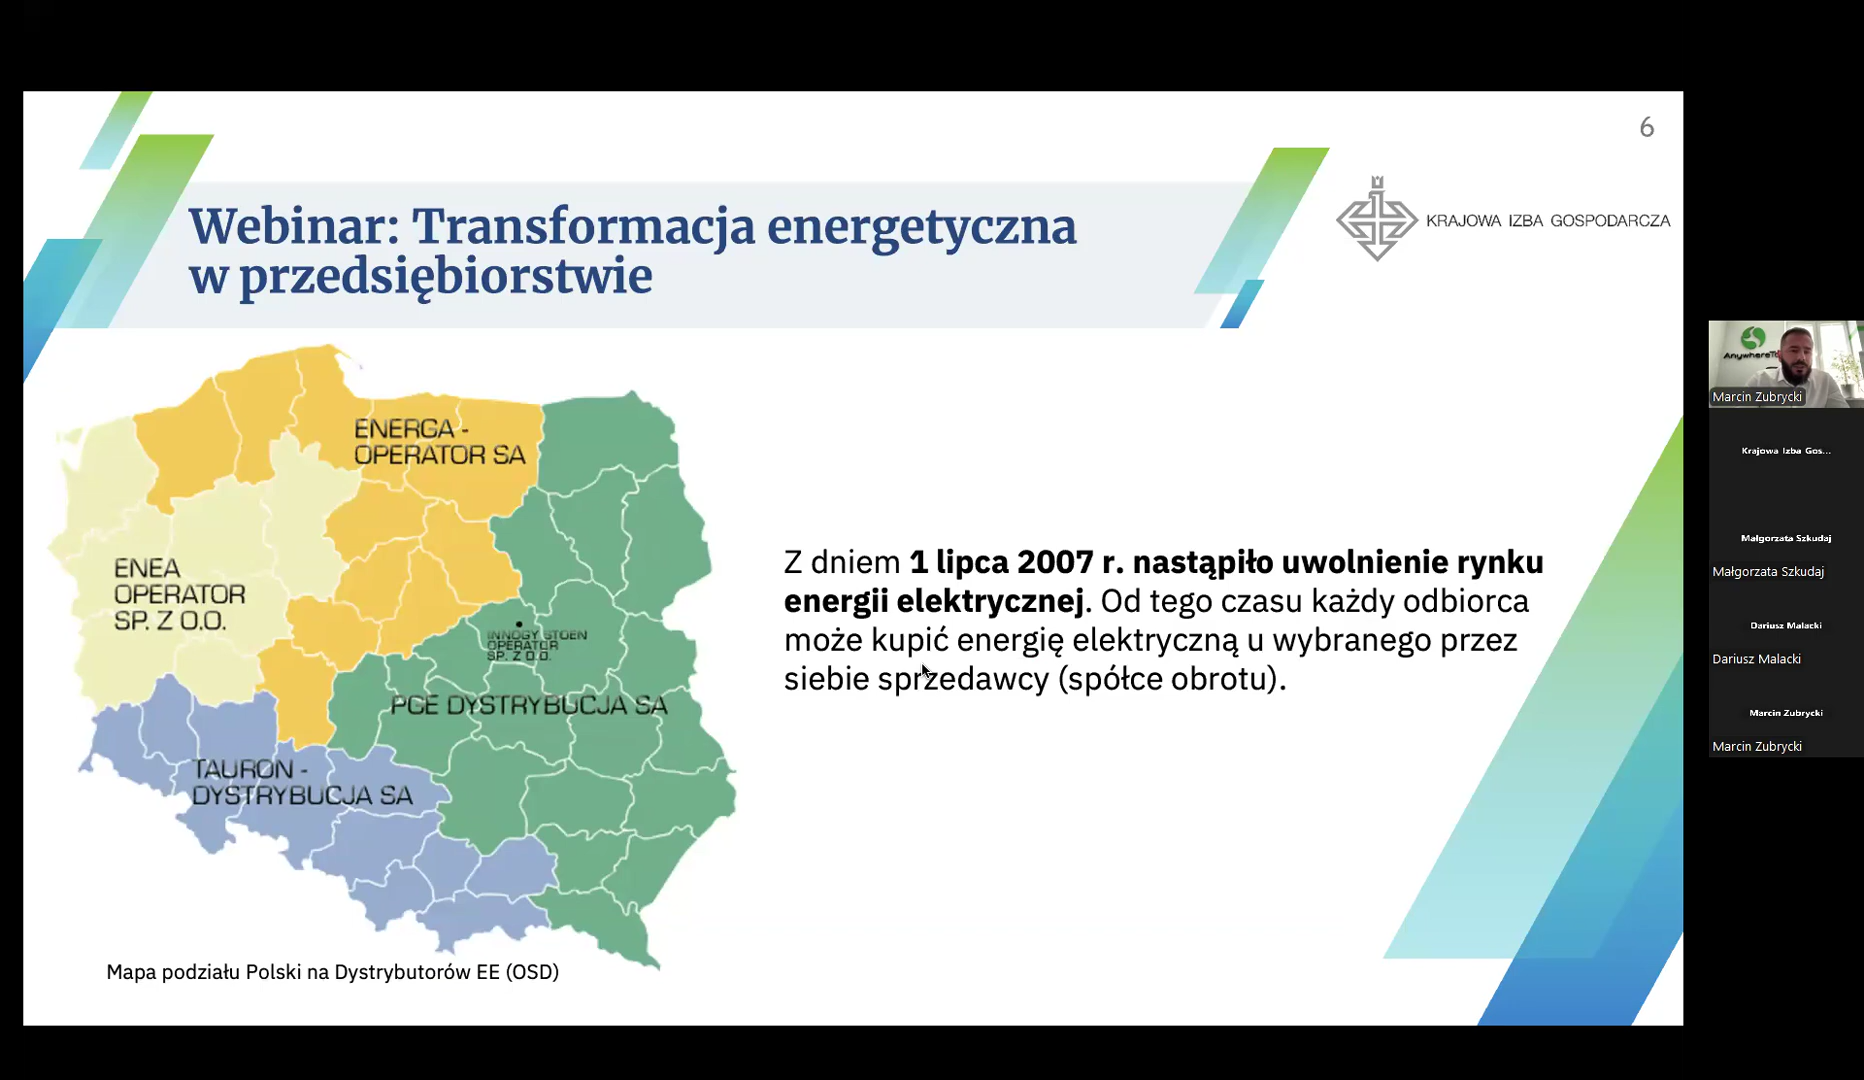 6
Webinar: Transformacja energetyczna
w przedsiębiorstwie
KRAJOWA IZBA GOSPODARCZA
ENERGA -
OPERATOR SA
ENEA
OPERATOR
SP. Z O.O.
INNOGY STOEN
OPERATOR
SP. Z O.O.
PGE DYSTRYBUCJA SA
TAURON -
DYSTRYBUCJA SA
Mapa podziału Polski na Dystrybutorów EE (OSD)
Z dniem 1 lipca 2007 r. nastąpiło uwolnienie rynku
energii elektrycznej. Od tego czasu każdy odbiorca
może kupić energię elektryczną u wybranego przez
siebie sprzedawcy (spółce obrotu).
Marcin Zubrycki
Krajowa Izba Gos...
Małgorzata Szkudaj
Małgorzata Szkudaj
Dariusz Malacki
Dariusz Malacki
Marcin Zubrycki
Marcin Zubrycki